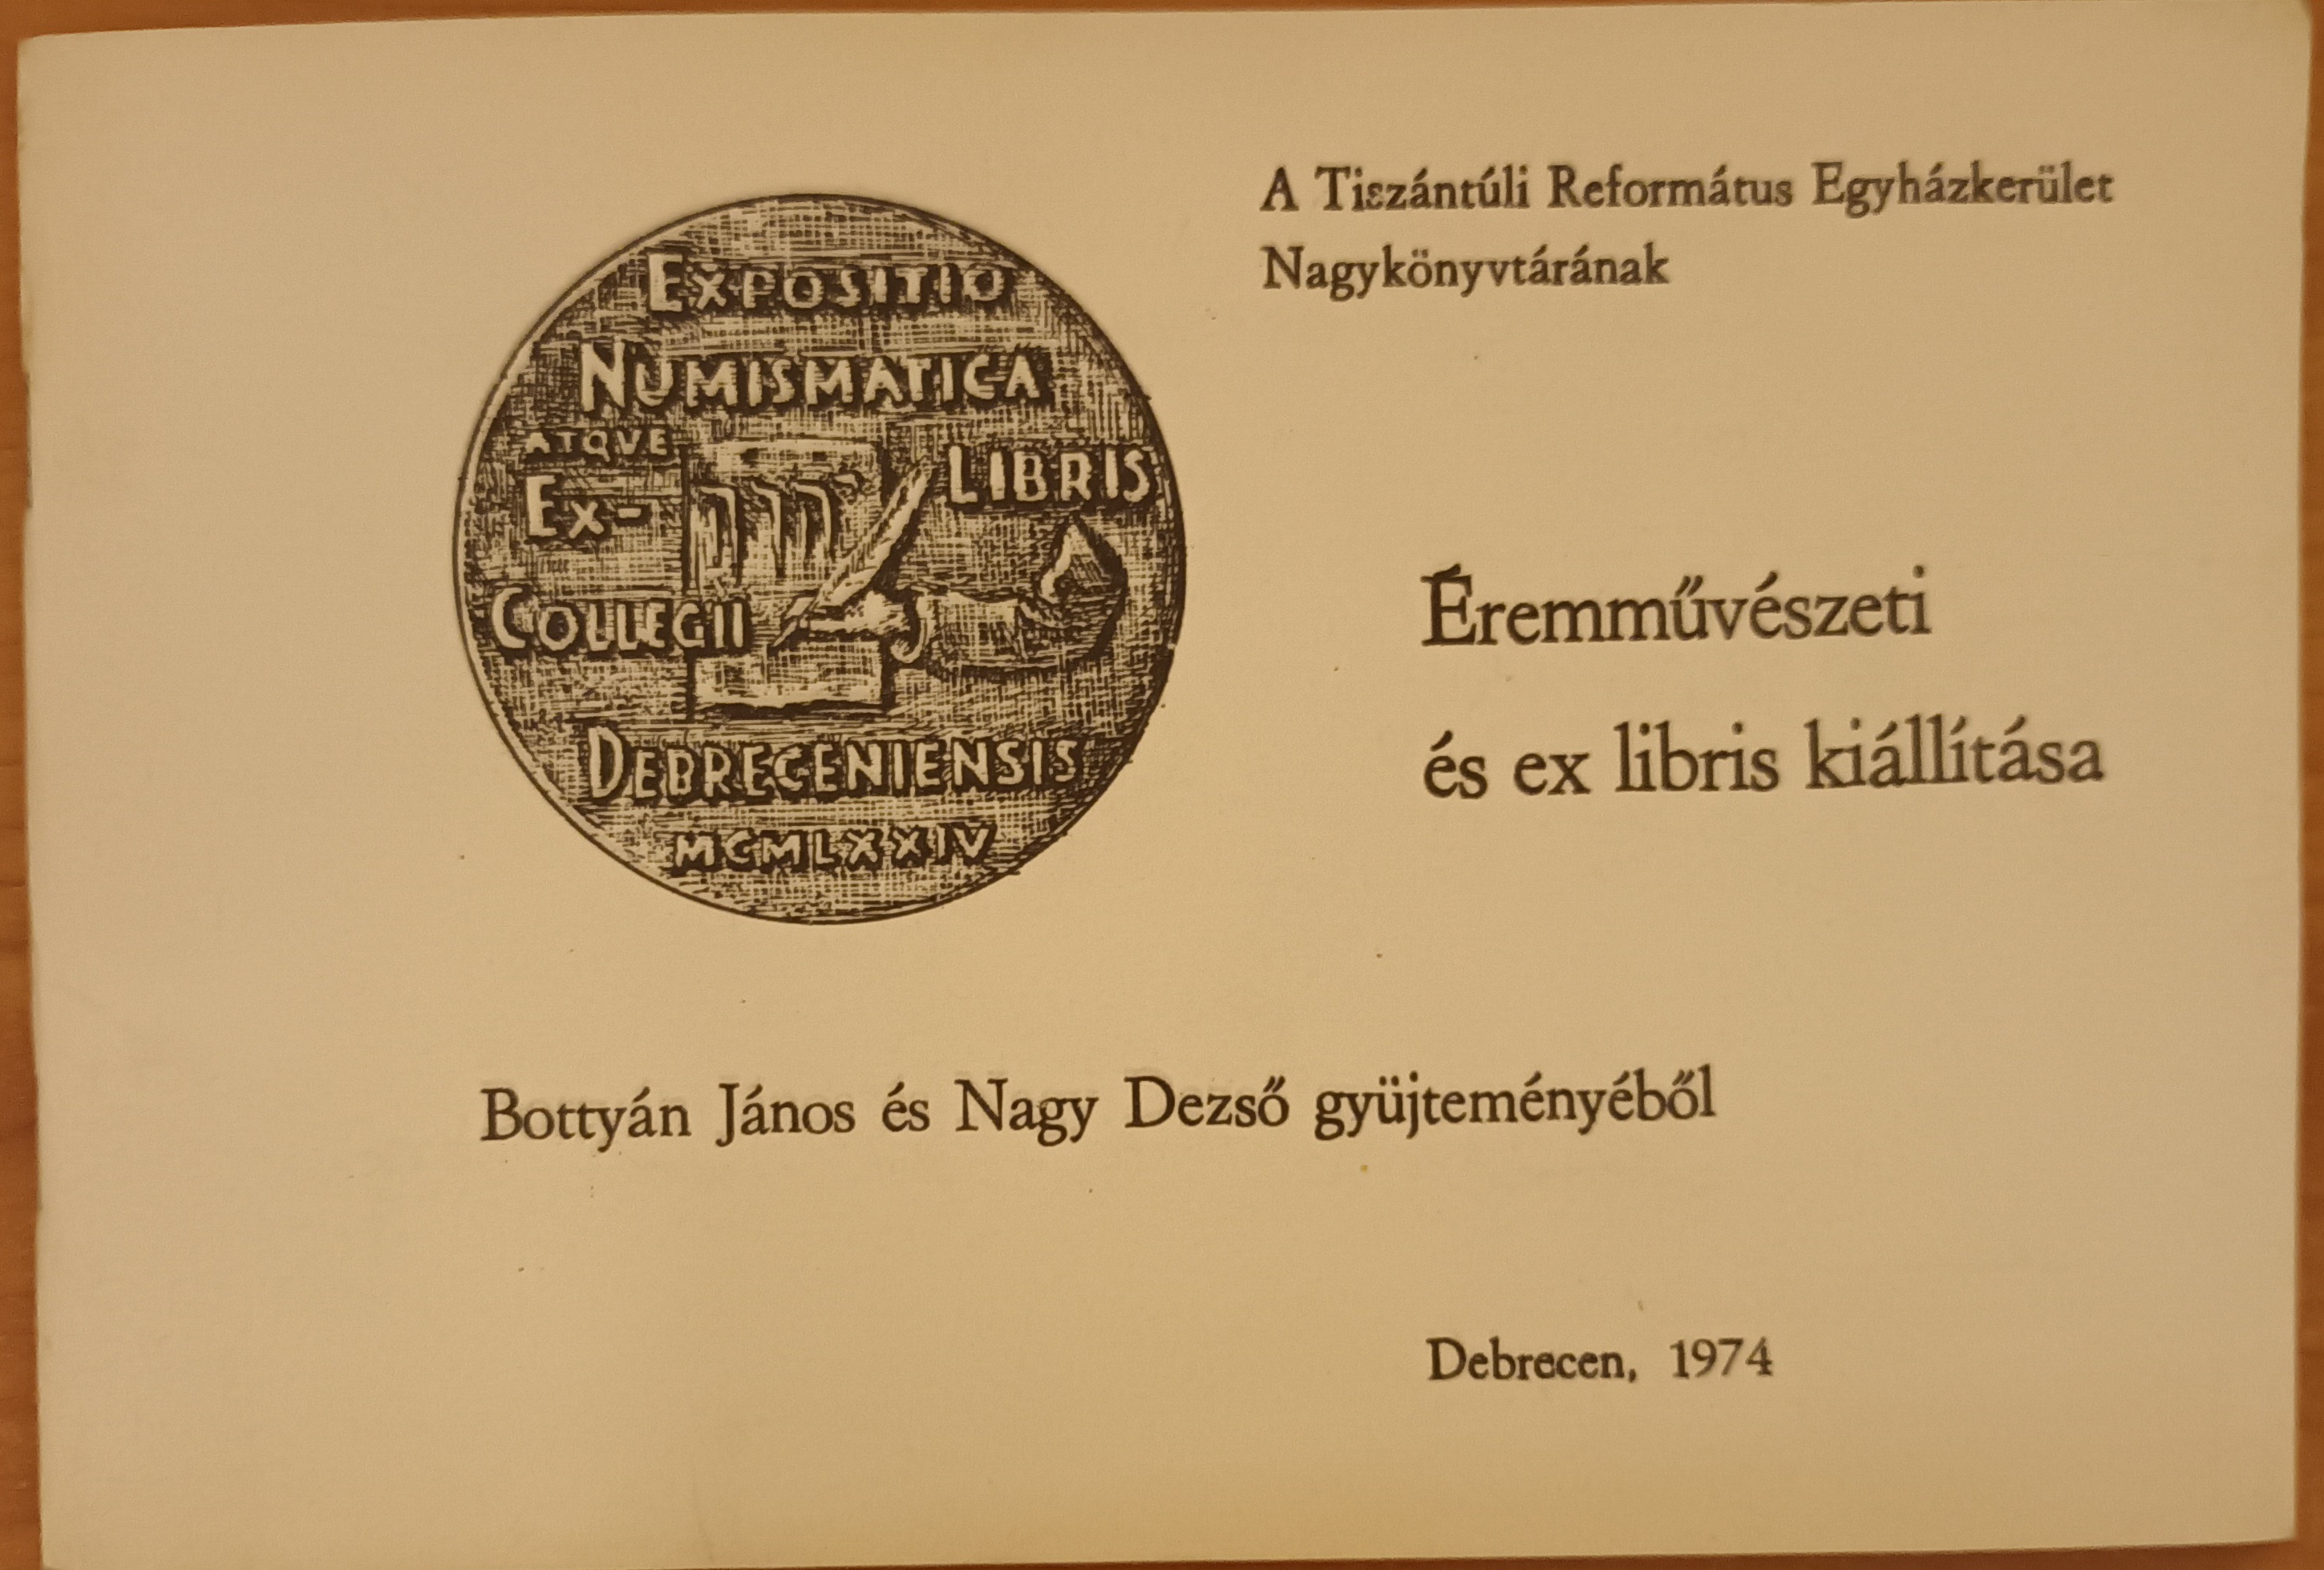 A Tiszántúli Református Egyházkerület
Nagykönyvtárának
EXPOSITIO
NUMISMATICA
ATQVE
EX-
LIBRIS
COLLEGII
DEBRECENIENSIS
MCMLXXIV
Éremművészeti
és ex libris kiállítása
Bottyán János és Nagy Dezső gyüjteményéből
Debrecen, 1974